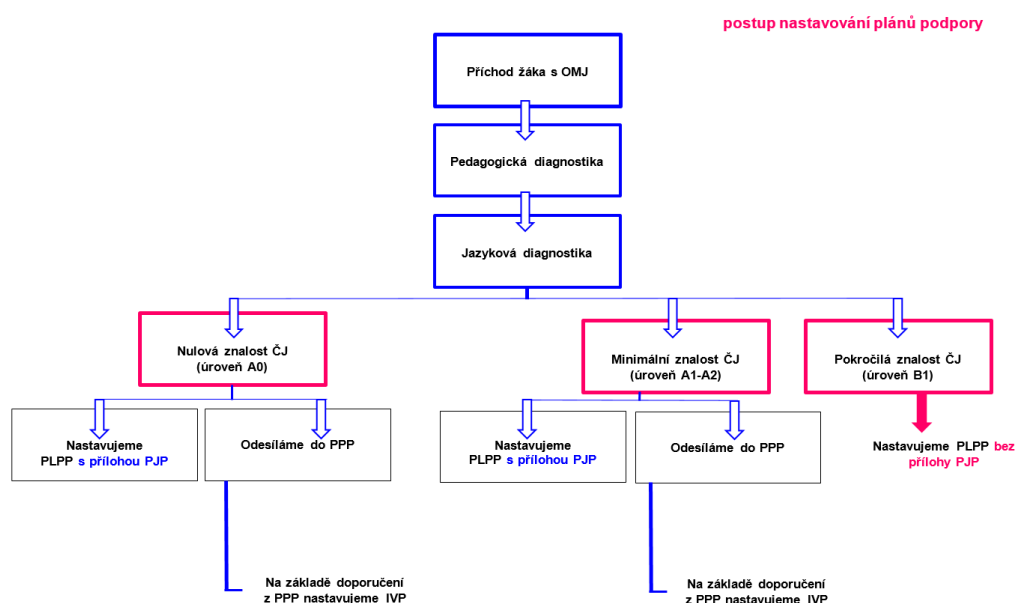 postup nastavování plánů podpory
Příchod žáka s OMJ
Pedagogická diagnostika
Jazyková diagnostika
Nulová znalost ČJ
(úroveň A0)
Minimální znalost ČJ
(úroveň A1-A2)
Pokročilá znalost ČJ
(úroveň B1)
Nastavujeme
PLPP s přílohou PJP
Odesíláme do PPP
Nastavujeme
PLPP s přílohou PJP
Odesíláme do PPP
Nastavujeme PLPP bez
přílohy PJP
Na základě doporučení
z PPP nastavujeme IVP
Na základě doporučení
z PPP nastavujeme IVP